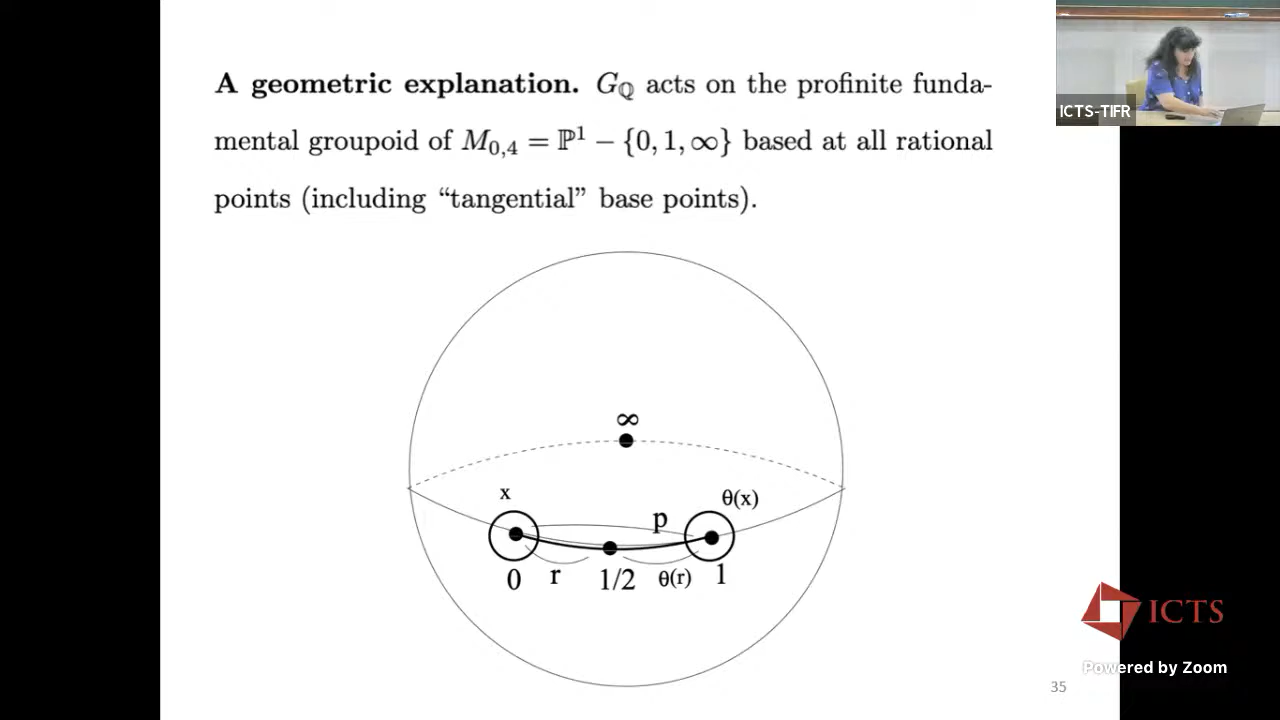 A geometric explanation. G_ℚ acts on the profinite funda-
mental groupoid of M_{0,4} = ℙ¹ − {0, 1, ∞} based at all rational
points (including “tangential” base points).
∞
x
θ(x)
p
0
r
1/2
θ(r)
1
ICTS-TIFR
ICTS
Powered by Zoom
35